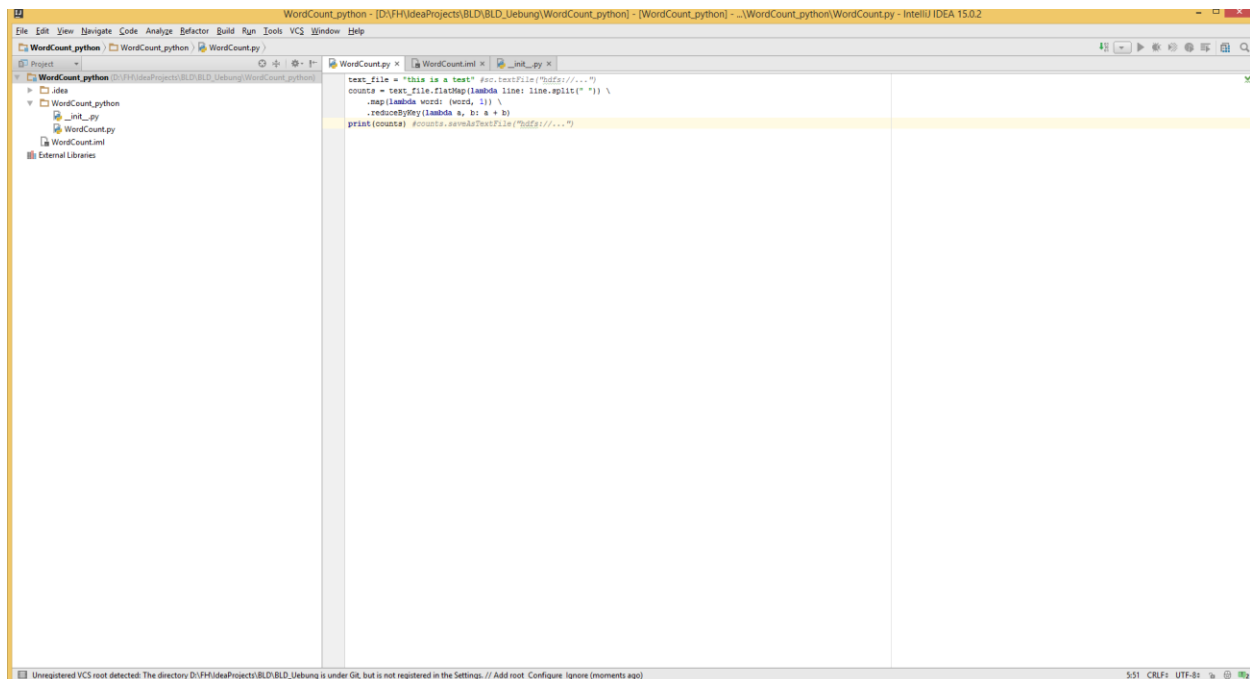 WordCount_python - [D:\FH\IdeaProjects\BLD\BLD_Uebung\WordCount_python] - [WordCount_python] - ...\WordCount_python\WordCount.py - IntelliJ IDEA 15.0.2
File Edit View Navigate Code Analyze Refactor Build Run Tools VCS Window Help
WordCount_python WordCount_python WordCount.py
Project
WordCount.py WordCount.iml __init__.py
WordCount_python (D:\FH\IdeaProjects\BLD\BLD_Uebung\WordCount_python)
.idea
WordCount_python
__init__.py
WordCount.py
WordCount.iml
External Libraries
text_file = "this is a test" #sc.textFile("hdfs://...")
counts = text_file.flatMap(lambda line: line.split(" ")) \
.map(lambda word: (word, 1)) \
.reduceByKey(lambda a, b: a + b)
print(counts) #counts.saveAsTextFile("hdfs://...")
Unregistered VCS root detected: The directory D:\FH\IdeaProjects\BLD\BLD_Uebung is under Git, but is not registered in the Settings. // Add root Configure Ignore (moments ago)
5:51 CRLF÷ UTF-8÷